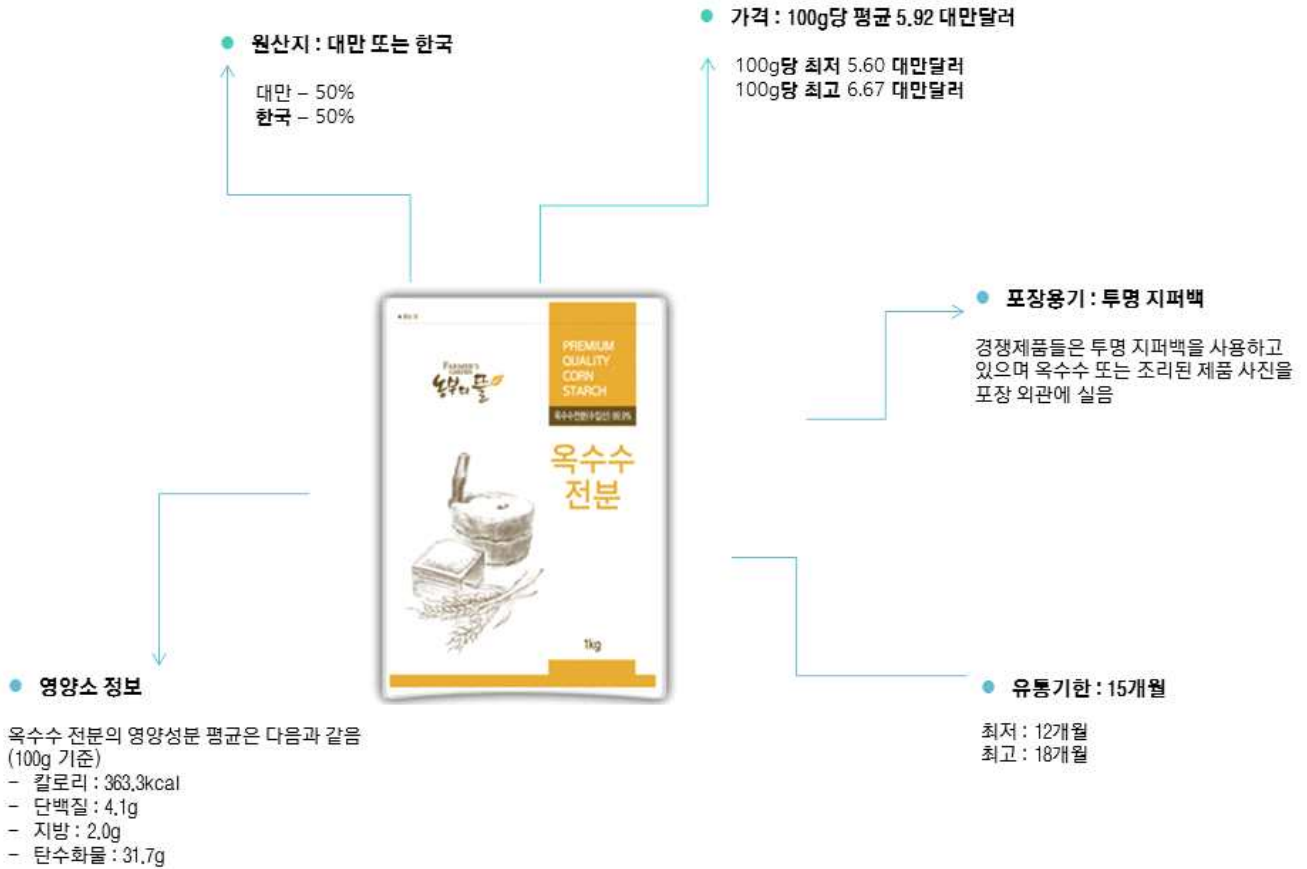 원산지 : 대만 또는 한국
대만 – 50%
한국 – 50%
가격 : 100g당 평균 5.92 대만달러
100g당 최저 5.60 대만달러
100g당 최고 6.67 대만달러
포장용기 : 투명 지퍼백
경쟁제품들은 투명 지퍼백을 사용하고
있으며 옥수수 또는 조리된 제품 사진을
포장 외관에 실음
PREMIUM
QUALITY
CORN
STARCH
FARMER'S
농부의 뜰
옥수수
전분
1kg
영양소 정보
옥수수 전분의 영양성분 평균은 다음과 같음
(100g 기준)
- 칼로리 : 363.3kcal
- 단백질 : 4.1g
- 지방 : 2.0g
- 탄수화물 : 31.7g
유통기한 : 15개월
최저 : 12개월
최고 : 18개월